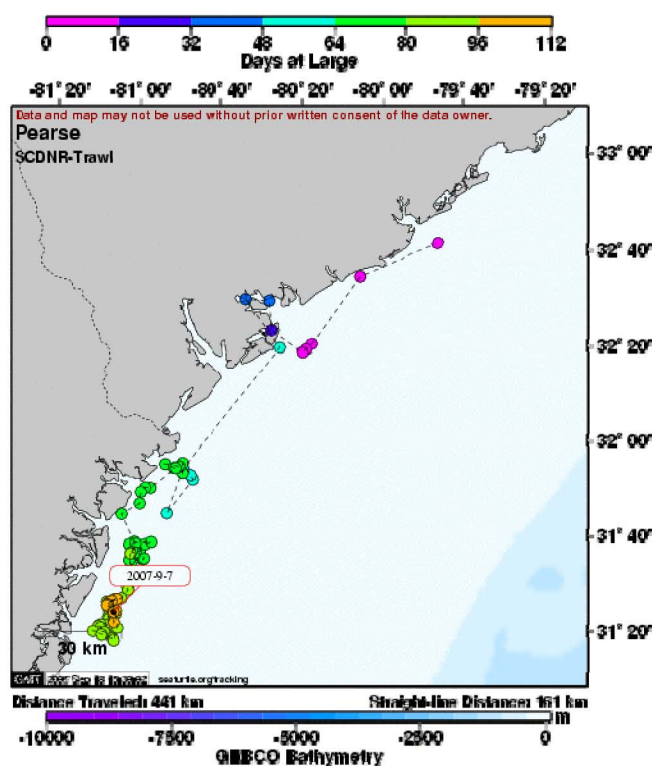 0 16 32 48 64 80 96 112
Days at Large
-81°20' -81°00' -80°40' -80°20' -80°00' -79°40' -79°20'
Data and map may not be used without prior written consent of the data owner.
Pearse
SCDNR-Trawl
33°00'
32°40'
32°20'
32°00'
31°40'
2007-9-7
31°20'
30 km
GMT
seaturtle.org/tracking
Distance Traveled: 441 km Straight-line Distance: 161 km
m
-10000 -7500 -5000 -2500 0
GEBCO Bathymetry